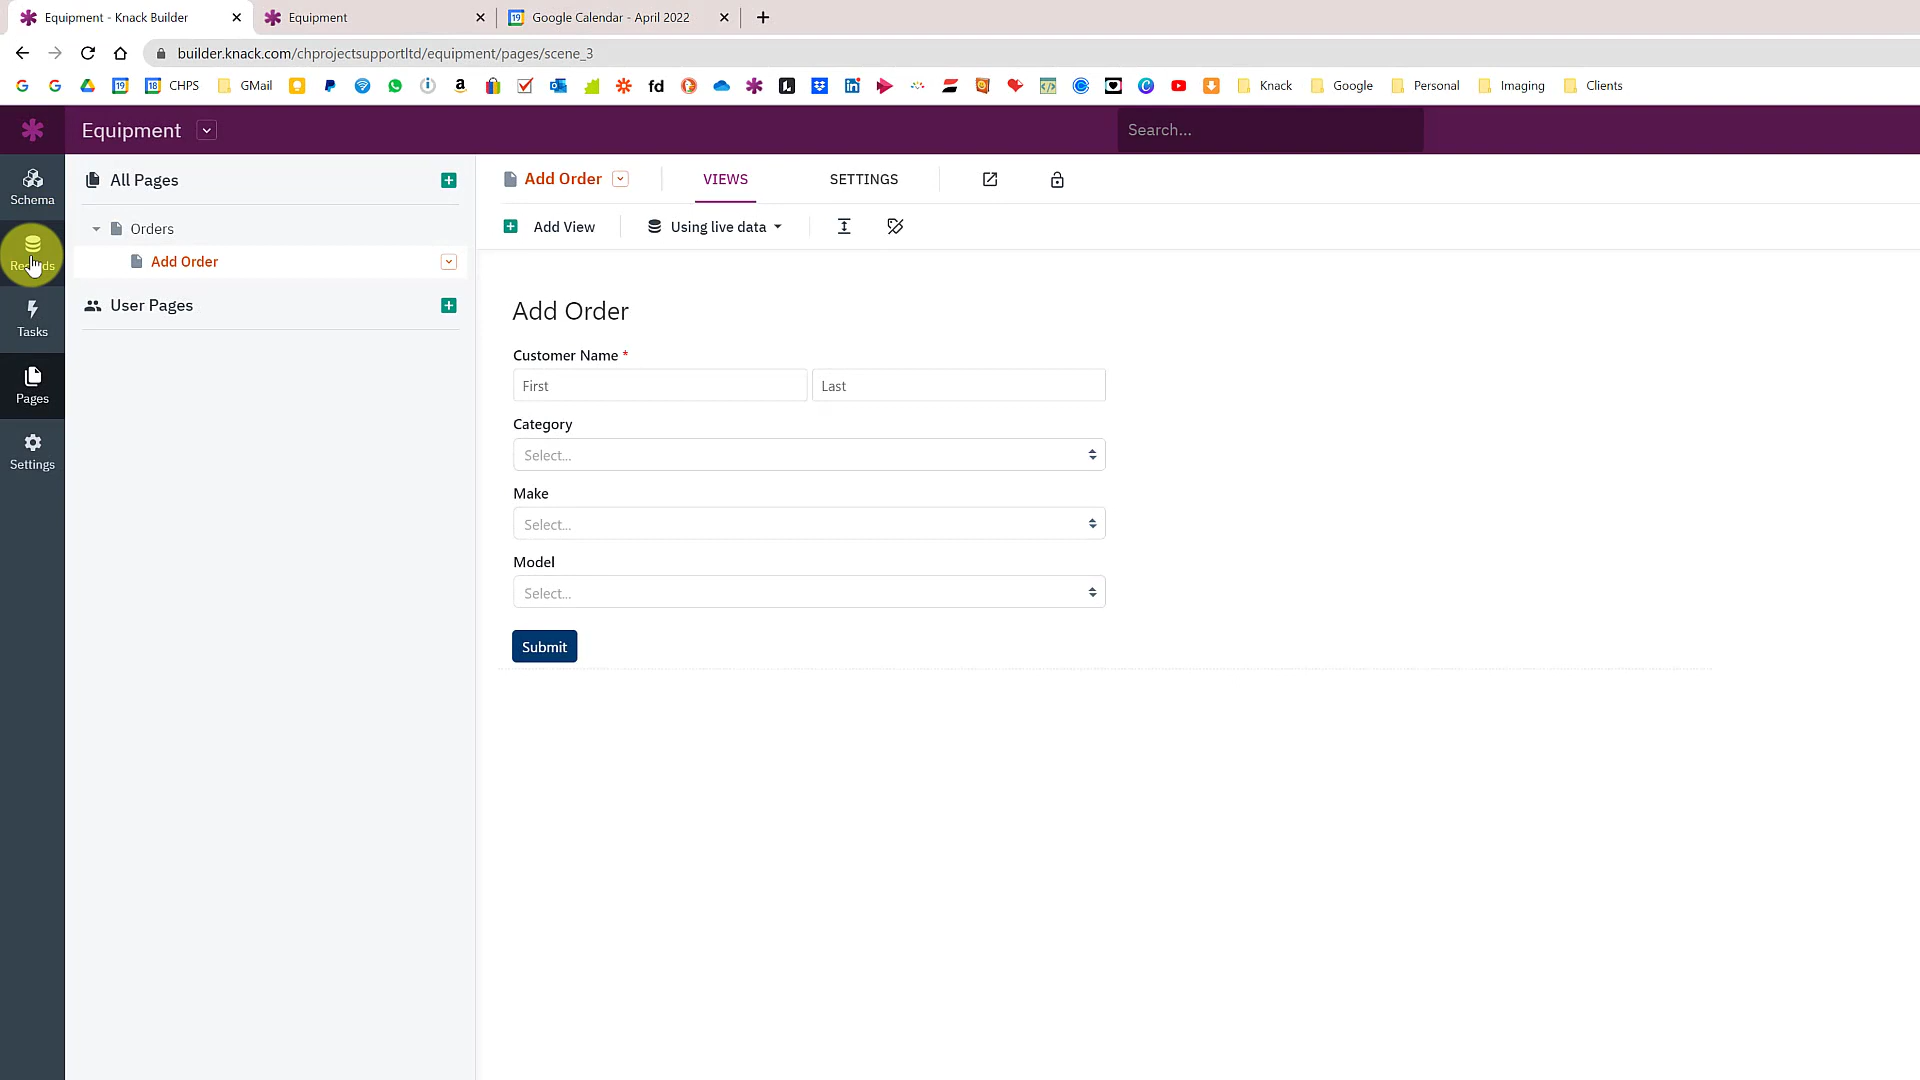 Equipment - Knack Builder
Equipment
Google Calendar - April 2022
builder.knack.com/chprojectsupportltd/equipment/pages/scene_3
CHPS
GMail
Knack
Google
Personal
Imaging
Clients
Equipment
Search...
Schema
Records
Tasks
Pages
Settings
All Pages
Orders
Add Order
User Pages
Add Order
VIEWS
SETTINGS
Add View
Using live data
Add Order
Customer Name *
First
Last
Category
Select...
Make
Select...
Model
Select...
Submit